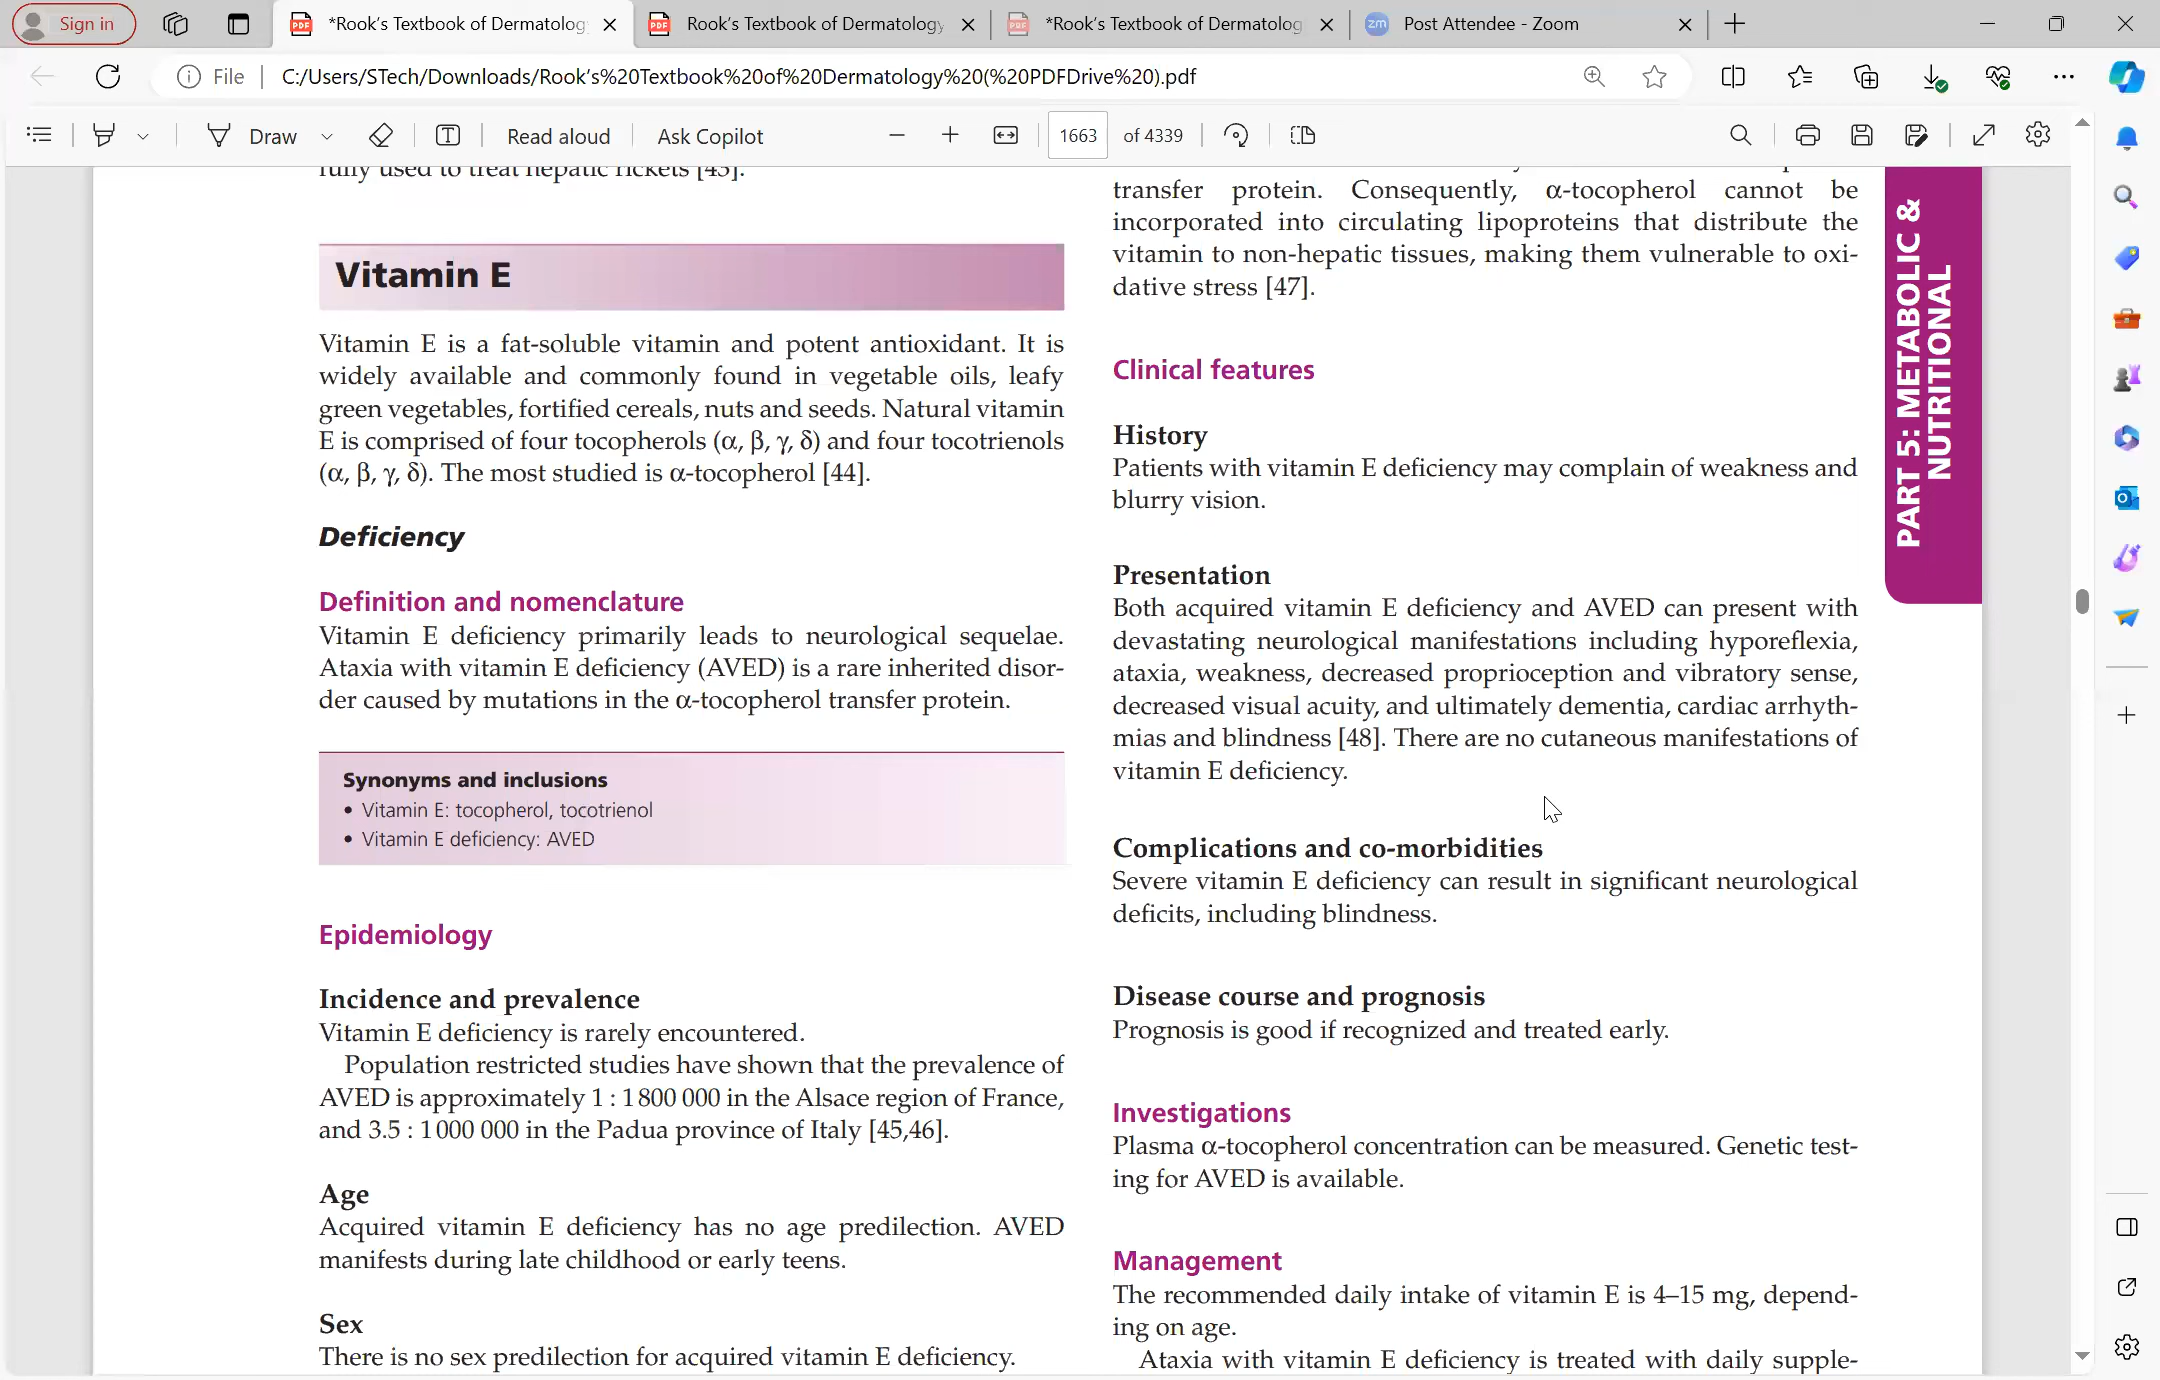 Sign in
*Rook's Textbook of Dermatolog
Rook's Textbook of Dermatology
*Rook's Textbook of Dermatolog
Post Attendee - Zoom
File
C:/Users/STech/Downloads/Rook's%20Textbook%20of%20Dermatology%20(%20PDFDrive%20).pdf
Draw
Read aloud
Ask Copilot
1663 of 4339
fully used to treat hepatic rickets [43].
Vitamin E
Vitamin E is a fat-soluble vitamin and potent antioxidant. It is
widely available and commonly found in vegetable oils, leafy
green vegetables, fortified cereals, nuts and seeds. Natural vitamin
E is comprised of four tocopherols (α, β, γ, δ) and four tocotrienols
(α, β, γ, δ). The most studied is α-tocopherol [44].
Deficiency
Definition and nomenclature
Vitamin E deficiency primarily leads to neurological sequelae.
Ataxia with vitamin E deficiency (AVED) is a rare inherited disor-
der caused by mutations in the α-tocopherol transfer protein.
Synonyms and inclusions
• Vitamin E: tocopherol, tocotrienol
• Vitamin E deficiency: AVED
Epidemiology
Incidence and prevalence
Vitamin E deficiency is rarely encountered.
Population restricted studies have shown that the prevalence of
AVED is approximately 1 : 1 800 000 in the Alsace region of France,
and 3.5 : 1 000 000 in the Padua province of Italy [45,46].
Age
Acquired vitamin E deficiency has no age predilection. AVED
manifests during late childhood or early teens.
Sex
There is no sex predilection for acquired vitamin E deficiency.
transfer protein. Consequently, α-tocopherol cannot be
incorporated into circulating lipoproteins that distribute the
vitamin to non-hepatic tissues, making them vulnerable to oxi-
dative stress [47].
Clinical features
History
Patients with vitamin E deficiency may complain of weakness and
blurry vision.
Presentation
Both acquired vitamin E deficiency and AVED can present with
devastating neurological manifestations including hyporeflexia,
ataxia, weakness, decreased proprioception and vibratory sense,
decreased visual acuity, and ultimately dementia, cardiac arrhyth-
mias and blindness [48]. There are no cutaneous manifestations of
vitamin E deficiency.
Complications and co-morbidities
Severe vitamin E deficiency can result in significant neurological
deficits, including blindness.
Disease course and prognosis
Prognosis is good if recognized and treated early.
Investigations
Plasma α-tocopherol concentration can be measured. Genetic test-
ing for AVED is available.
Management
The recommended daily intake of vitamin E is 4–15 mg, depend-
ing on age.
Ataxia with vitamin E deficiency is treated with daily supple-
PART 5: METABOLIC &
NUTRITIONAL